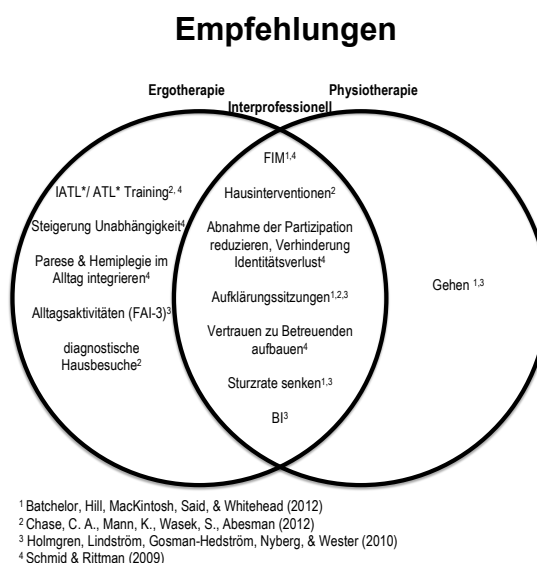 Empfehlungen
Ergotherapie
Physiotherapie
Interprofessionell
IATL*/ ATL* Training2, 4
Steigerung Unabhängigkeit4
Parese & Hemiplegie im
Alltag integrieren4
Alltagsaktivitäten (FAI-3)3
diagnostische
Hausbesuche2
FIM1,4
Hausinterventionen2
Abnahme der Partizipation
reduzieren, Verhinderung
Identitätsverlust4
Aufklärungssitzungen1,2,3
Vertrauen zu Betreuenden
aufbauen4
Sturzrate senken1,3
BI3
Gehen 1,3
1 Batchelor, Hill, MacKintosh, Said, & Whitehead (2012)
2 Chase, C. A., Mann, K., Wasek, S., Abesman (2012)
3 Holmgren, Lindström, Gosman-Hedström, Nyberg, & Wester (2010)
4 Schmid & Rittman (2009)